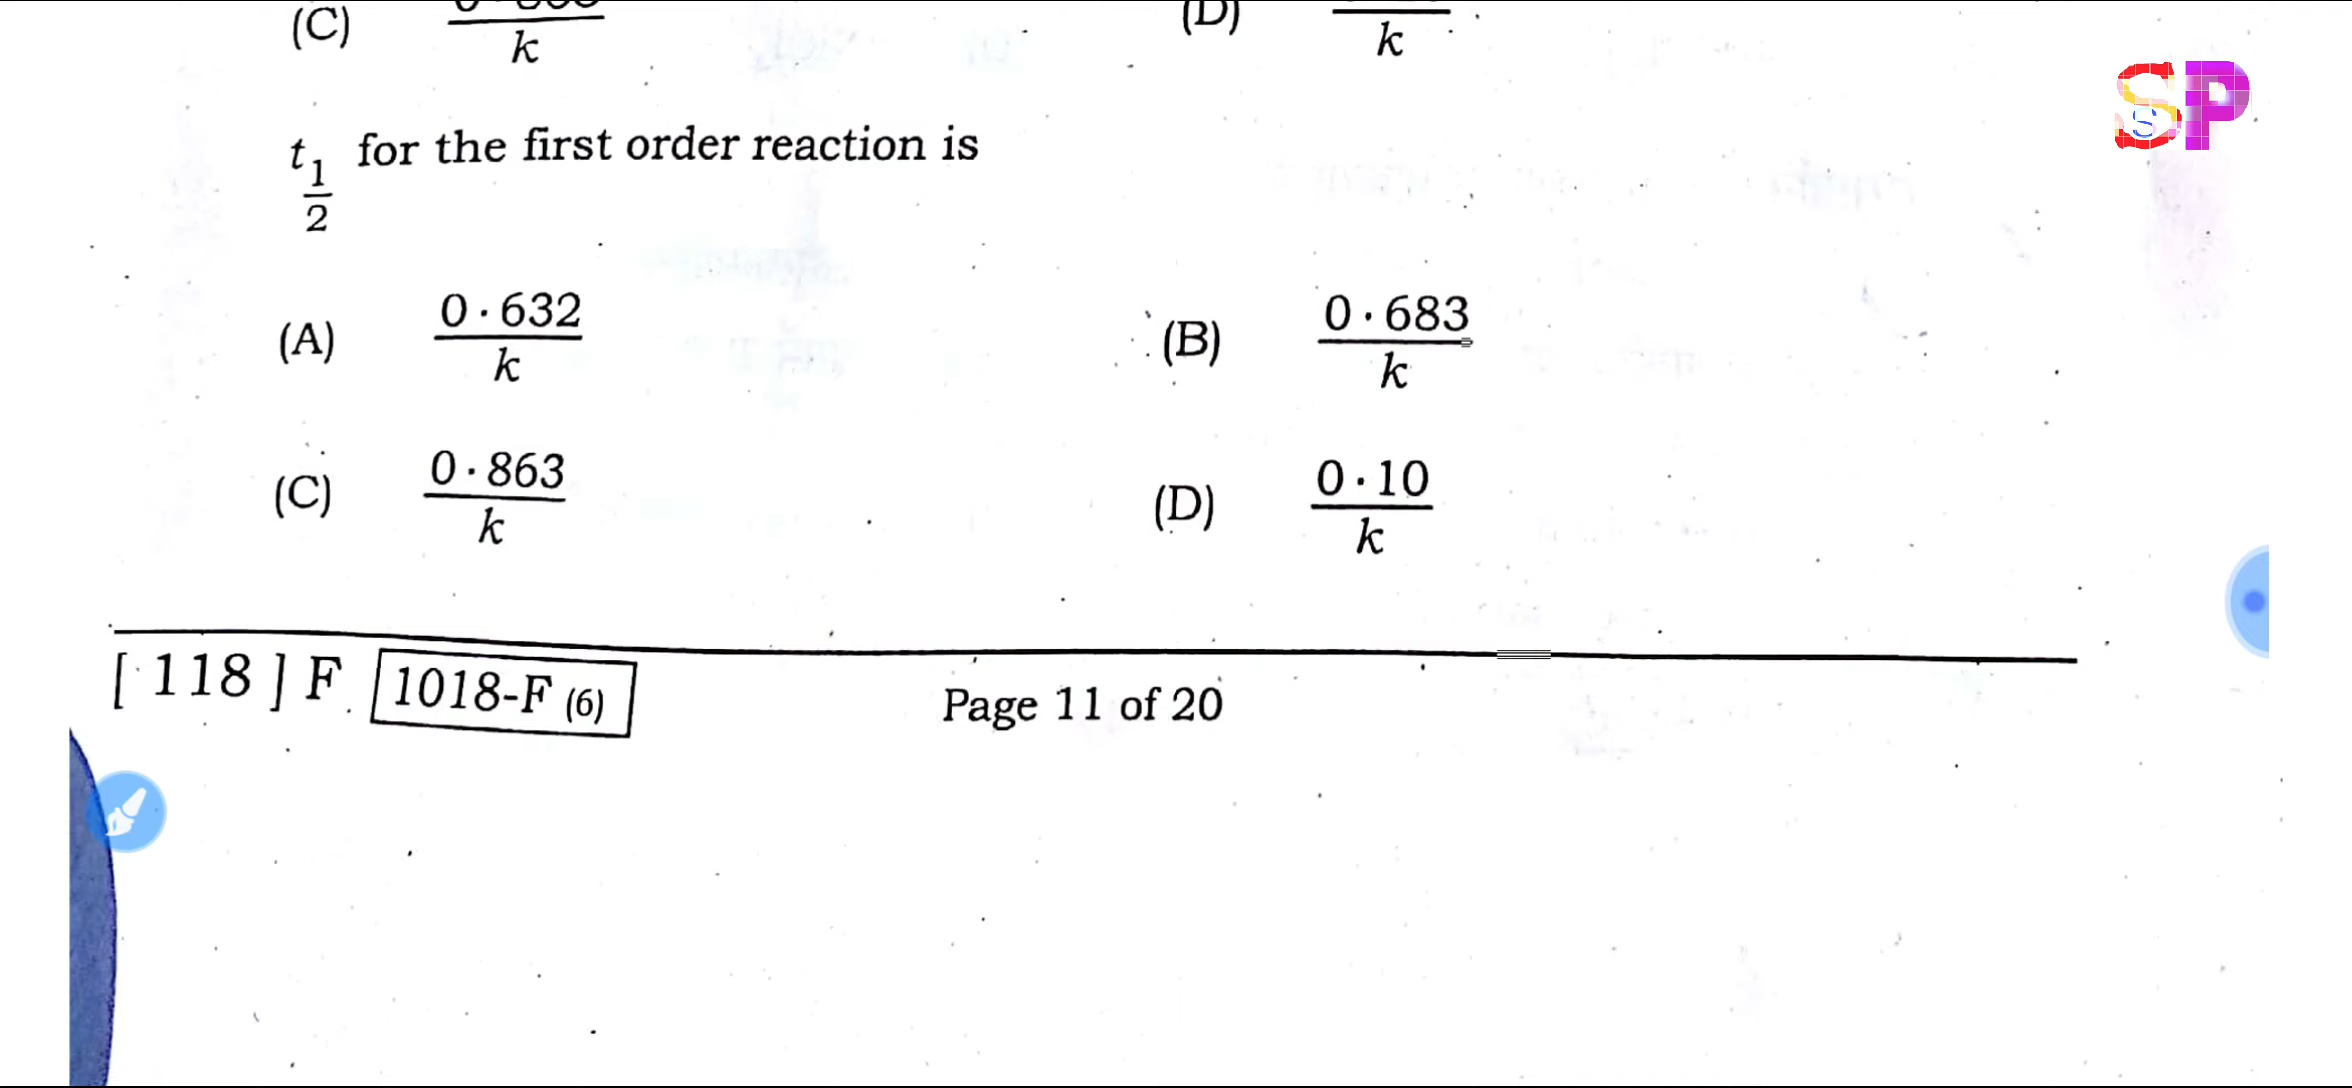 (C) k (D) k
t 1/2 for the first order reaction is
(A) 0·632/k (B) 0·683/k
(C) 0·863/k (D) 0·10/k
[ 118 ] F 1018-F (6) Page 11 of 20
SP
S